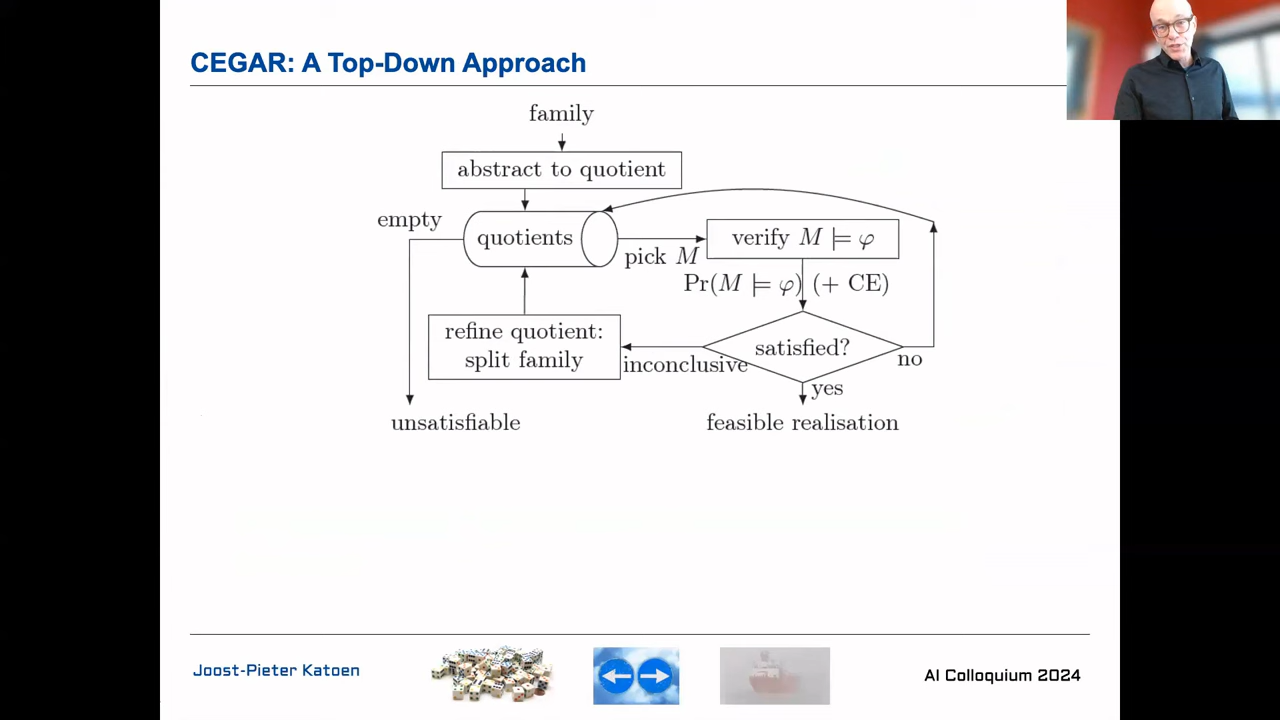 CEGAR: A Top-Down Approach
family
abstract to quotient
empty
quotients
pick M
verify M ⊨ φ
Pr(M ⊨ φ) (+ CE)
refine quotient:
split family
inconclusive
satisfied?
no
yes
unsatisfiable
feasible realisation
Joost-Pieter Katoen
AI Colloquium 2024